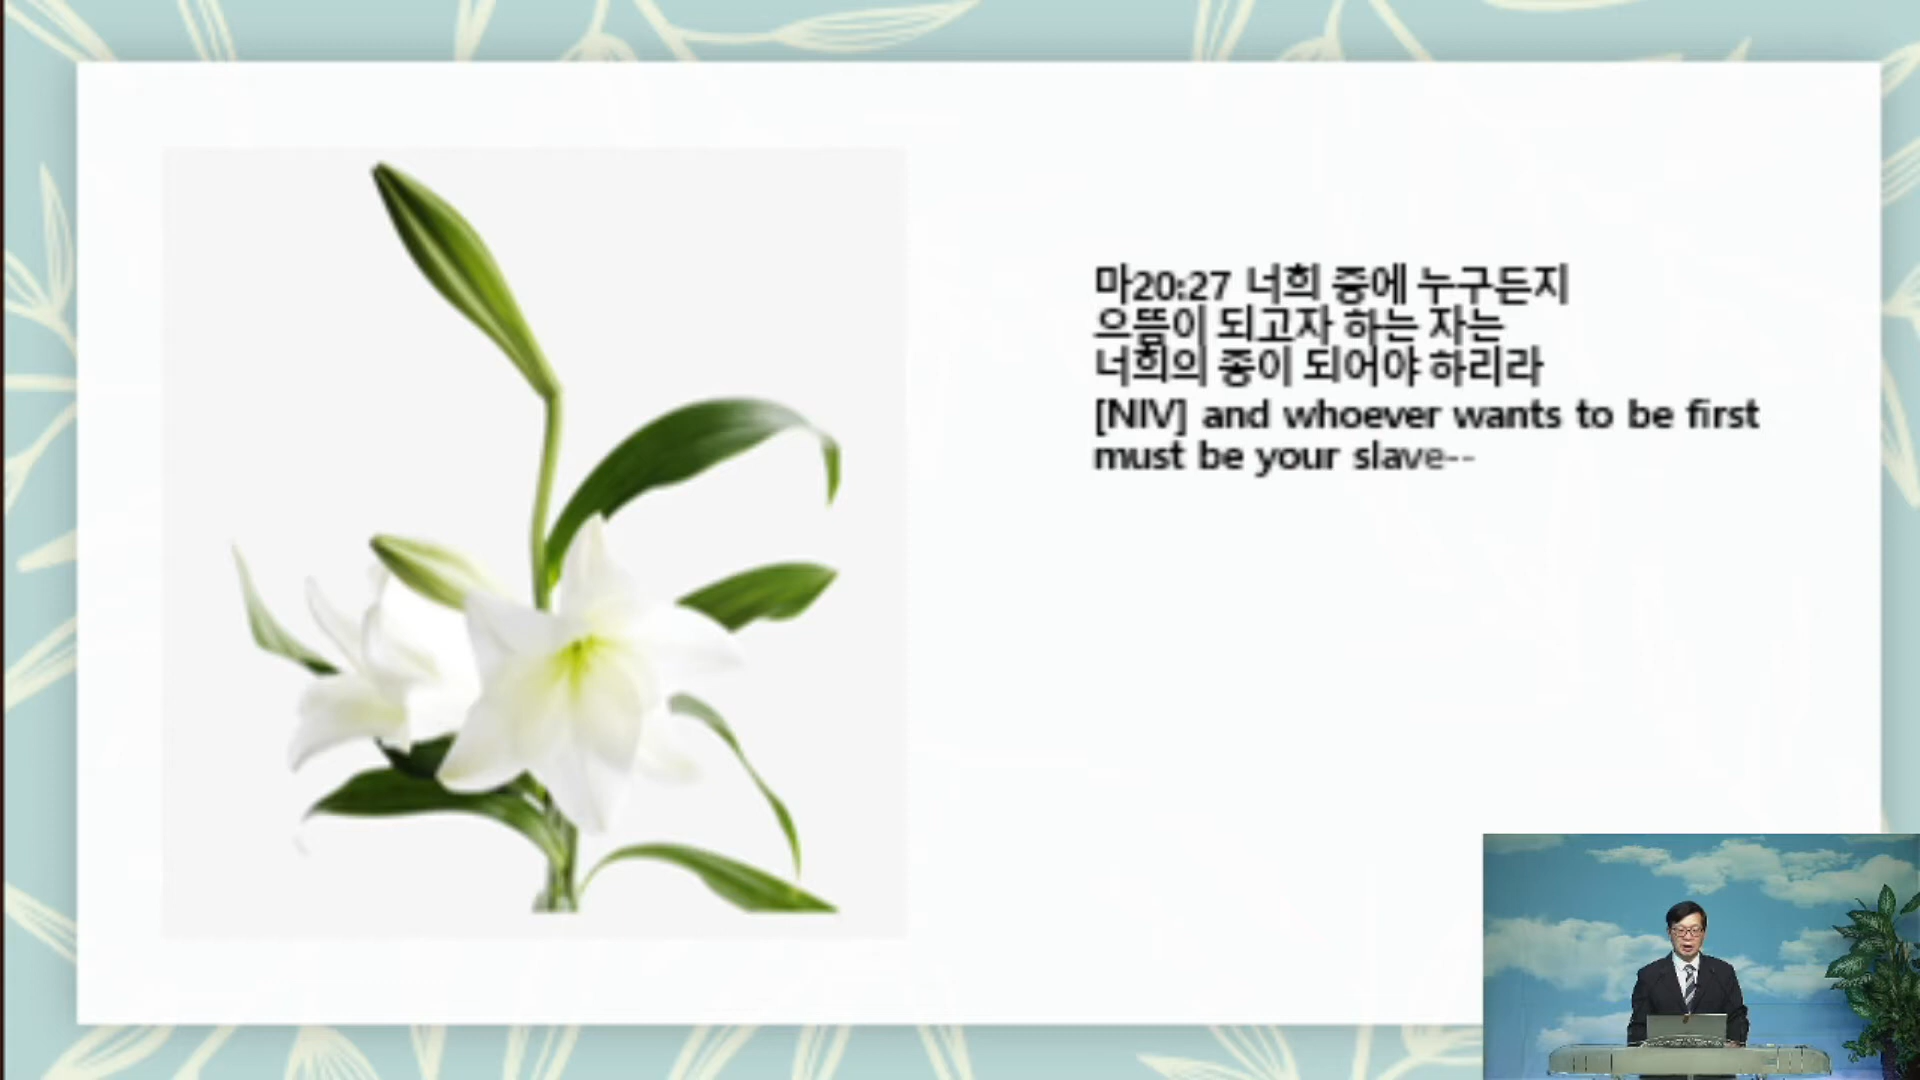 마20:27 너희 중에 누구든지
으뜸이 되고자 하는 자는
너희의 종이 되어야 하리라
[NIV] and whoever wants to be first
must be your slave--